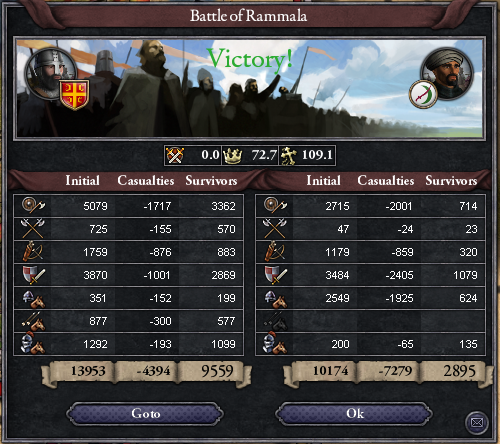 Battle of Rammala
Victory!
0.0 72.7 109.1
Initial Casualties Survivors Initial Casualties Survivors
5079 -1717 3362 2715 -2001 714
725 -155 570 47 -24 23
1759 -876 883 1179 -859 320
3870 -1001 2869 3484 -2405 1079
351 -152 199 2549 -1925 624
877 -300 577
1292 -193 1099 200 -65 135
13953 -4394 9559 10174 -7279 2895
Goto Ok